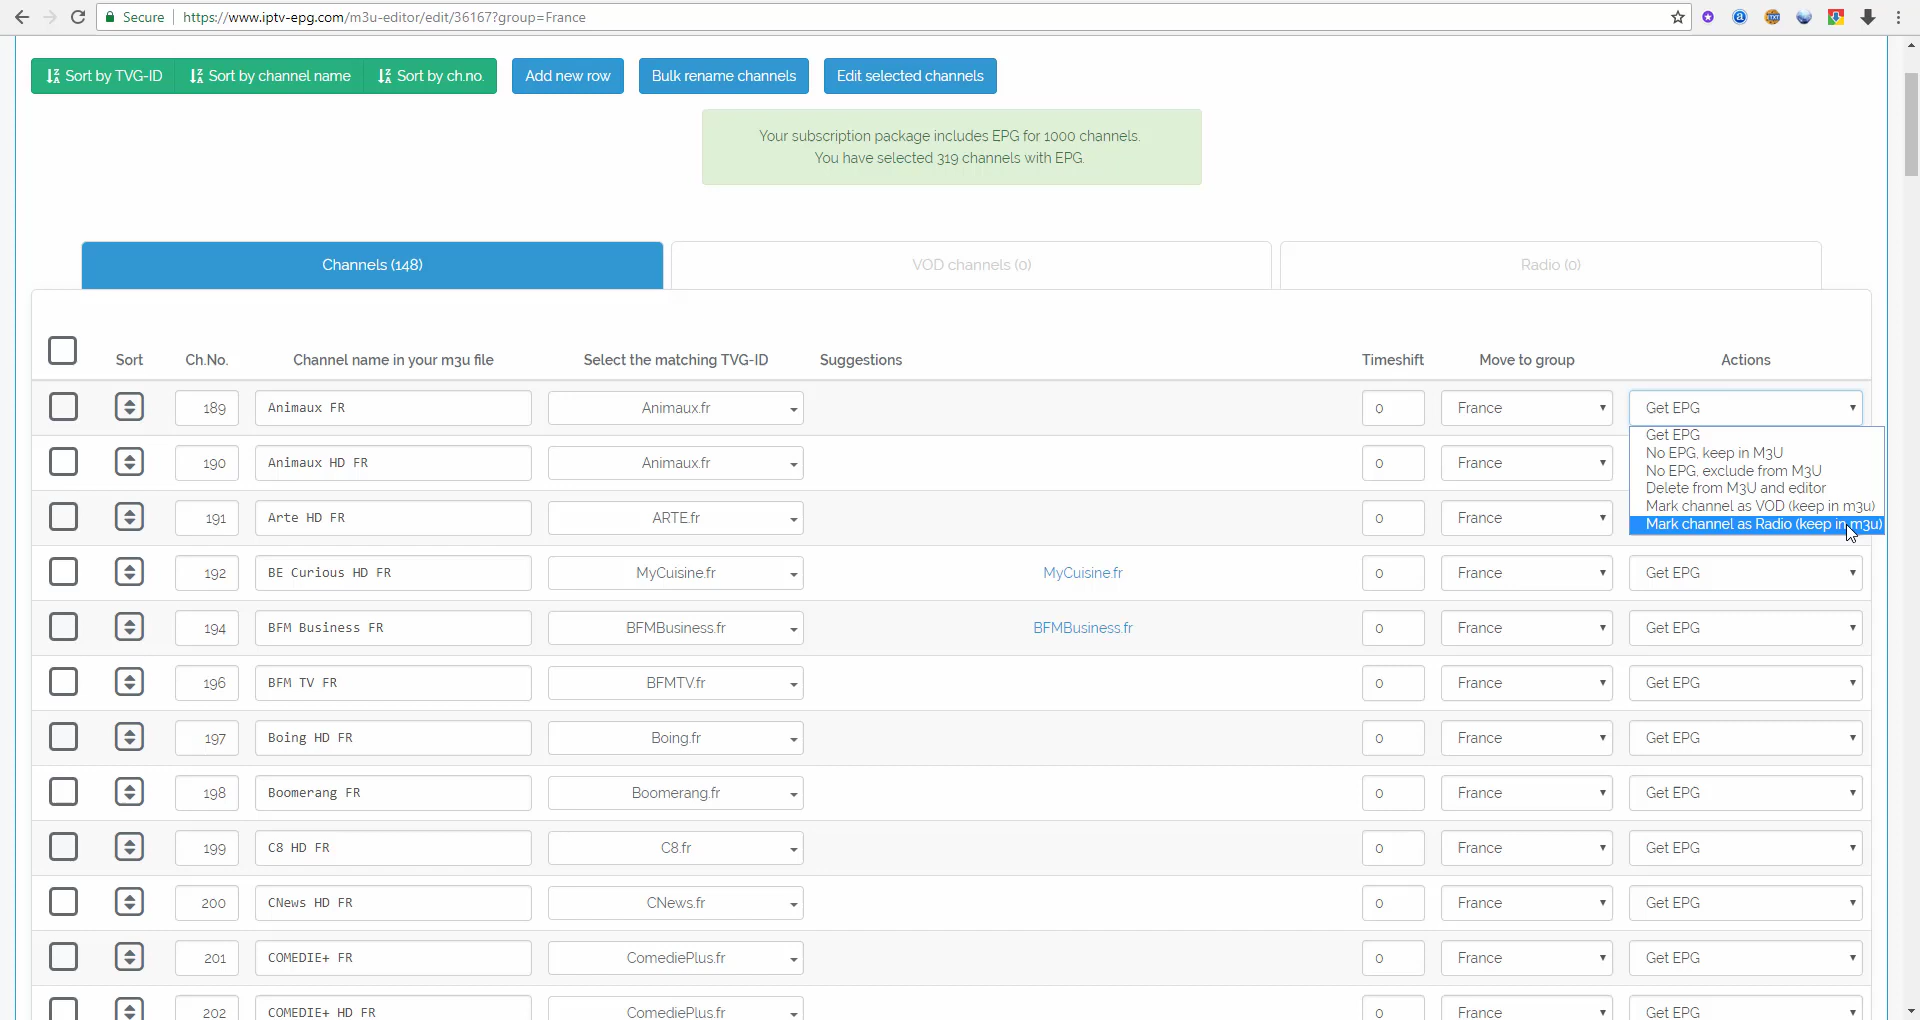 Secure https://www.iptv-epg.com/m3u-editor/edit/36167?group=France
Sort by TVG-ID Sort by channel name Sort by ch.no. Add new row Bulk rename channels Edit selected channels
Your subscription package includes EPG for 1000 channels.
You have selected 319 channels with EPG.
Channels (148) VOD channels (0) Radio (0)
Sort Ch.No. Channel name in your m3u file Select the matching TVG-ID Suggestions Timeshift Move to group Actions
189 Animaux FR Animaux.fr 0 France Get EPG
Get EPG
No EPG, keep in M3U
No EPG, exclude from M3U
Delete from M3U and editor
Mark channel as VOD (keep in m3u)
Mark channel as Radio (keep in m3u)
190 Animaux HD FR Animaux.fr 0 France
191 Arte HD FR ARTE.fr 0 France
192 BE Curious HD FR MyCuisine.fr MyCuisine.fr 0 France Get EPG
194 BFM Business FR BFMBusiness.fr BFMBusiness.fr 0 France Get EPG
196 BFM TV FR BFMTV.fr 0 France Get EPG
197 Boing HD FR Boing.fr 0 France Get EPG
198 Boomerang FR Boomerang.fr 0 France Get EPG
199 C8 HD FR C8.fr 0 France Get EPG
200 CNews HD FR CNews.fr 0 France Get EPG
201 COMEDIE+ FR ComediePlus.fr 0 France Get EPG
202 COMEDIE+ HD FR ComediePlus.fr 0 France Get EPG